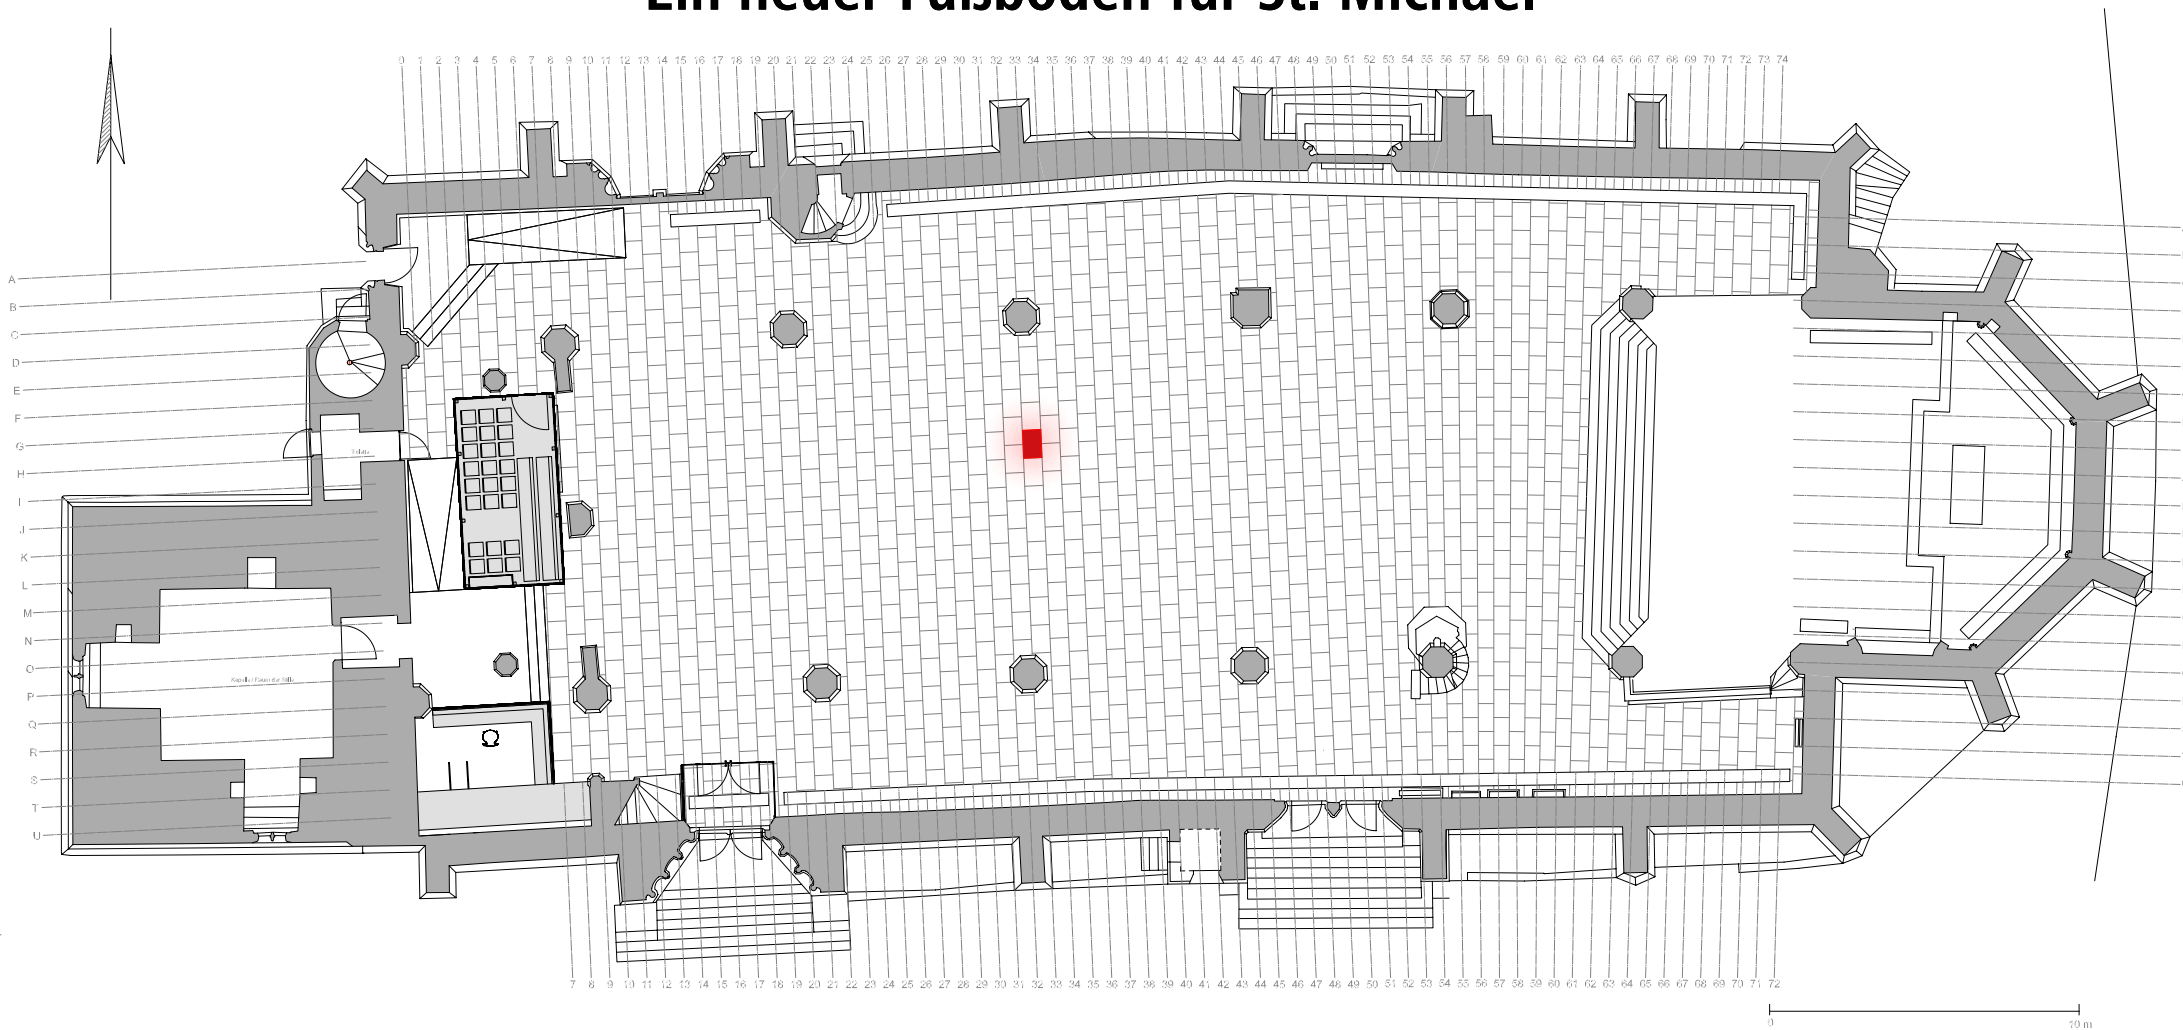 Ein neuer Fußboden für St. Michael
0 1 2 3 4 5 6 7 8 9 10 11 12 13 14 15 16 17 18 19 20 21 22 23 24 25 26 27 28 29 30 31 32 33 34 35 36 37 38 39 40 41 42 43 44 45 46 47 48 49 50 51 52 53 54 55 56 57 58 59 60 61 62 63 64 65 66 67 68 69 70 71 72 73 74
A
B
C
D
E
F
G
H
I
J
K
L
M
N
O
P
Q
R
S
T
U
7 8 9 10 11 12 13 14 15 16 17 18 19 20 21 22 23 24 25 26 27 28 29 30 31 32 33 34 35 36 37 38 39 40 41 42 43 44 45 46 47 48 49 50 51 52 53 54 55 56 57 58 59 60 61 62 63 64 65 66 67 68 69 70 71 72
0 10 m